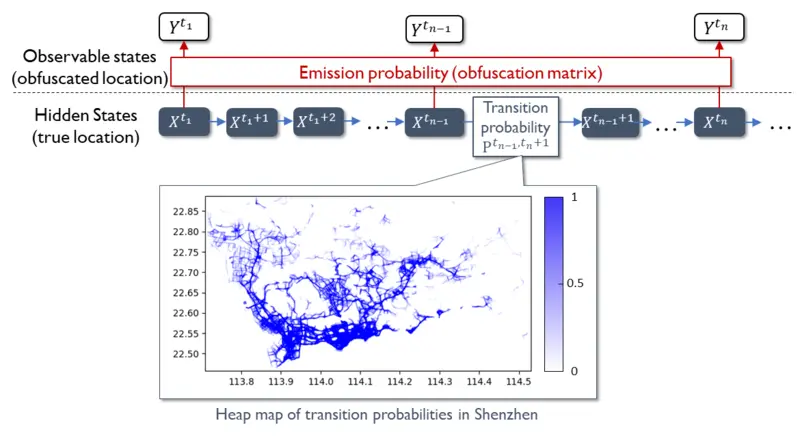 Y^{t_1} Y^{t_{n-1}} Y^{t_n}
Observable states
(obfuscated location)
Emission probability (obfuscation matrix)
Hidden States
(true location)
X^{t_1} X^{t_1+1} X^{t_1+2} ... X^{t_{n-1}} X^{t_{n-1}+1} ... X^{t_n} ...
Transition
probability
P^{t_{n-1},t_n+1}
22.85
22.80
22.75
22.70
22.65
22.60
22.55
22.50
113.8 113.9 114.0 114.1 114.2 114.3 114.4 114.5
1
0.5
0
Heap map of transition probabilities in Shenzhen